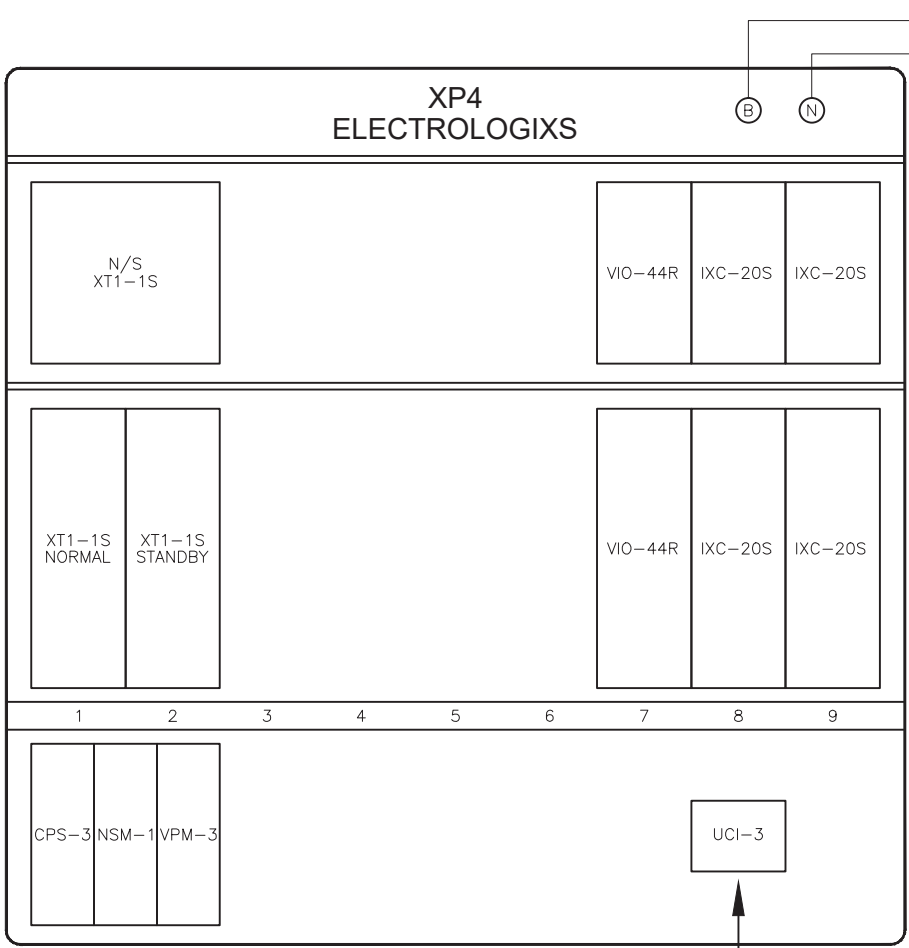 XP4
ELECTROLOGIXS
B N
N/S
XT1-1S
VIO-44R IXC-20S IXC-20S
XT1-1S
NORMAL
XT1-1S
STANDBY
VIO-44R IXC-20S IXC-20S
1 2 3 4 5 6 7 8 9
CPS-3 NSM-1 VPM-3
UCI-3